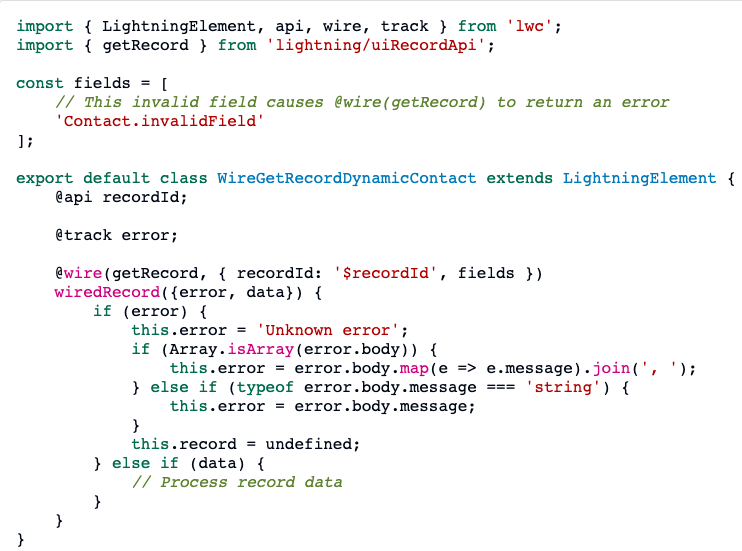 import { LightningElement, api, wire, track } from 'lwc';
import { getRecord } from 'lightning/uiRecordApi';

const fields = [
    // This invalid field causes @wire(getRecord) to return an error
    'Contact.invalidField'
];

export default class WireGetRecordDynamicContact extends LightningElement {
    @api recordId;

    @track error;

    @wire(getRecord, { recordId: '$recordId', fields })
    wiredRecord({error, data}) {
        if (error) {
            this.error = 'Unknown error';
            if (Array.isArray(error.body)) {
                this.error = error.body.map(e => e.message).join(', ');
            } else if (typeof error.body.message === 'string') {
                this.error = error.body.message;
            }
            this.record = undefined;
        } else if (data) {
            // Process record data
        }
    }
}